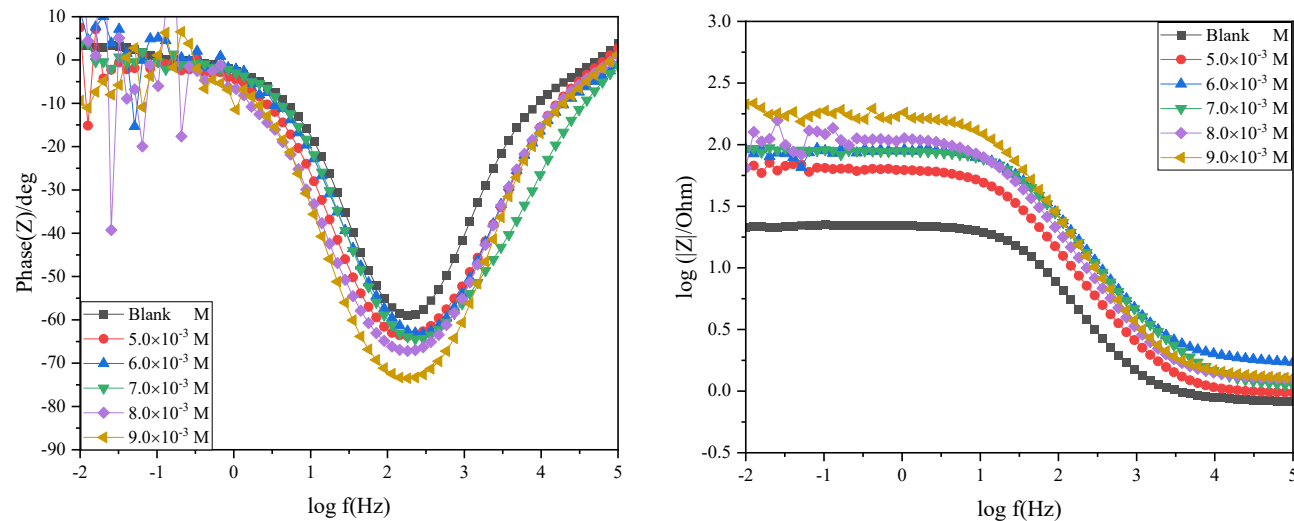 10
0
-10
-20
-30
-40
-50
-60
-70
-80
-90
Phase(Z)/deg
Blank M
5.0×10⁻³ M
6.0×10⁻³ M
7.0×10⁻³ M
8.0×10⁻³ M
9.0×10⁻³ M
-2 -1 0 1 2 3 4 5
log f(Hz)
3.0
2.5
2.0
1.5
1.0
0.5
0.0
-0.5
log (|Z|/Ohm)
Blank M
5.0×10⁻³ M
6.0×10⁻³ M
7.0×10⁻³ M
8.0×10⁻³ M
9.0×10⁻³ M
-2 -1 0 1 2 3 4 5
log f(Hz)